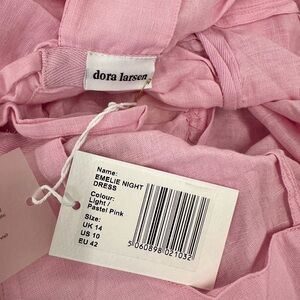 dora larsen
Name:
EMELIE NIGHT
DRESS
Colour:
Light /
Pastel Pink
Size:
UK 14
US 10
EU 42
5 060898 021032